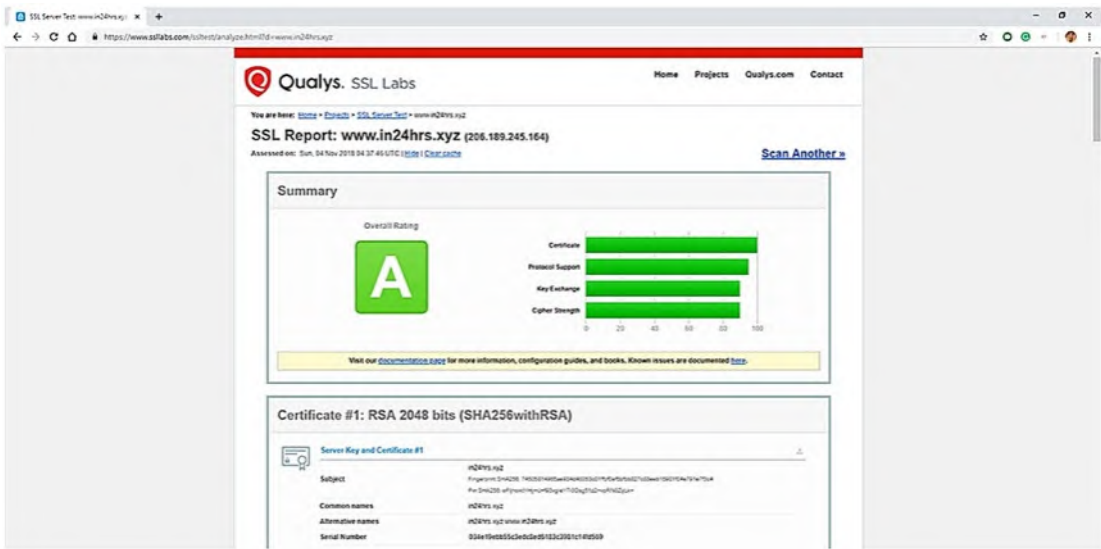 SSL Server Test: www.in24hrs.xy
https://www.ssllabs.com/ssltest/analyze.html?d=www.in24hrs.xyz
Qualys. SSL Labs
Home Projects Qualys.com Contact
You are here: Home > Projects > SSL Server Test > www.in24hrs.xyz
SSL Report: www.in24hrs.xyz (206.189.245.164)
Assessed on: Sun, 04 Nov 2018 04:37:45 UTC | Hide | Clear cache
Scan Another »
Summary
Overall Rating
A
Certificate
Protocol Support
Key Exchange
Cipher Strength
0 20 40 60 80 100
Visit our documentation page for more information, configuration guides, and books. Known issues are documented here.
Certificate #1: RSA 2048 bits (SHA256withRSA)
Server Key and Certificate #1
Subject
in24hrs.xyz
Fingerprint SHA256:
Pin SHA256:
Common names in24hrs.xyz
Alternative names in24hrs.xyz www.in24hrs.xyz
Serial Number